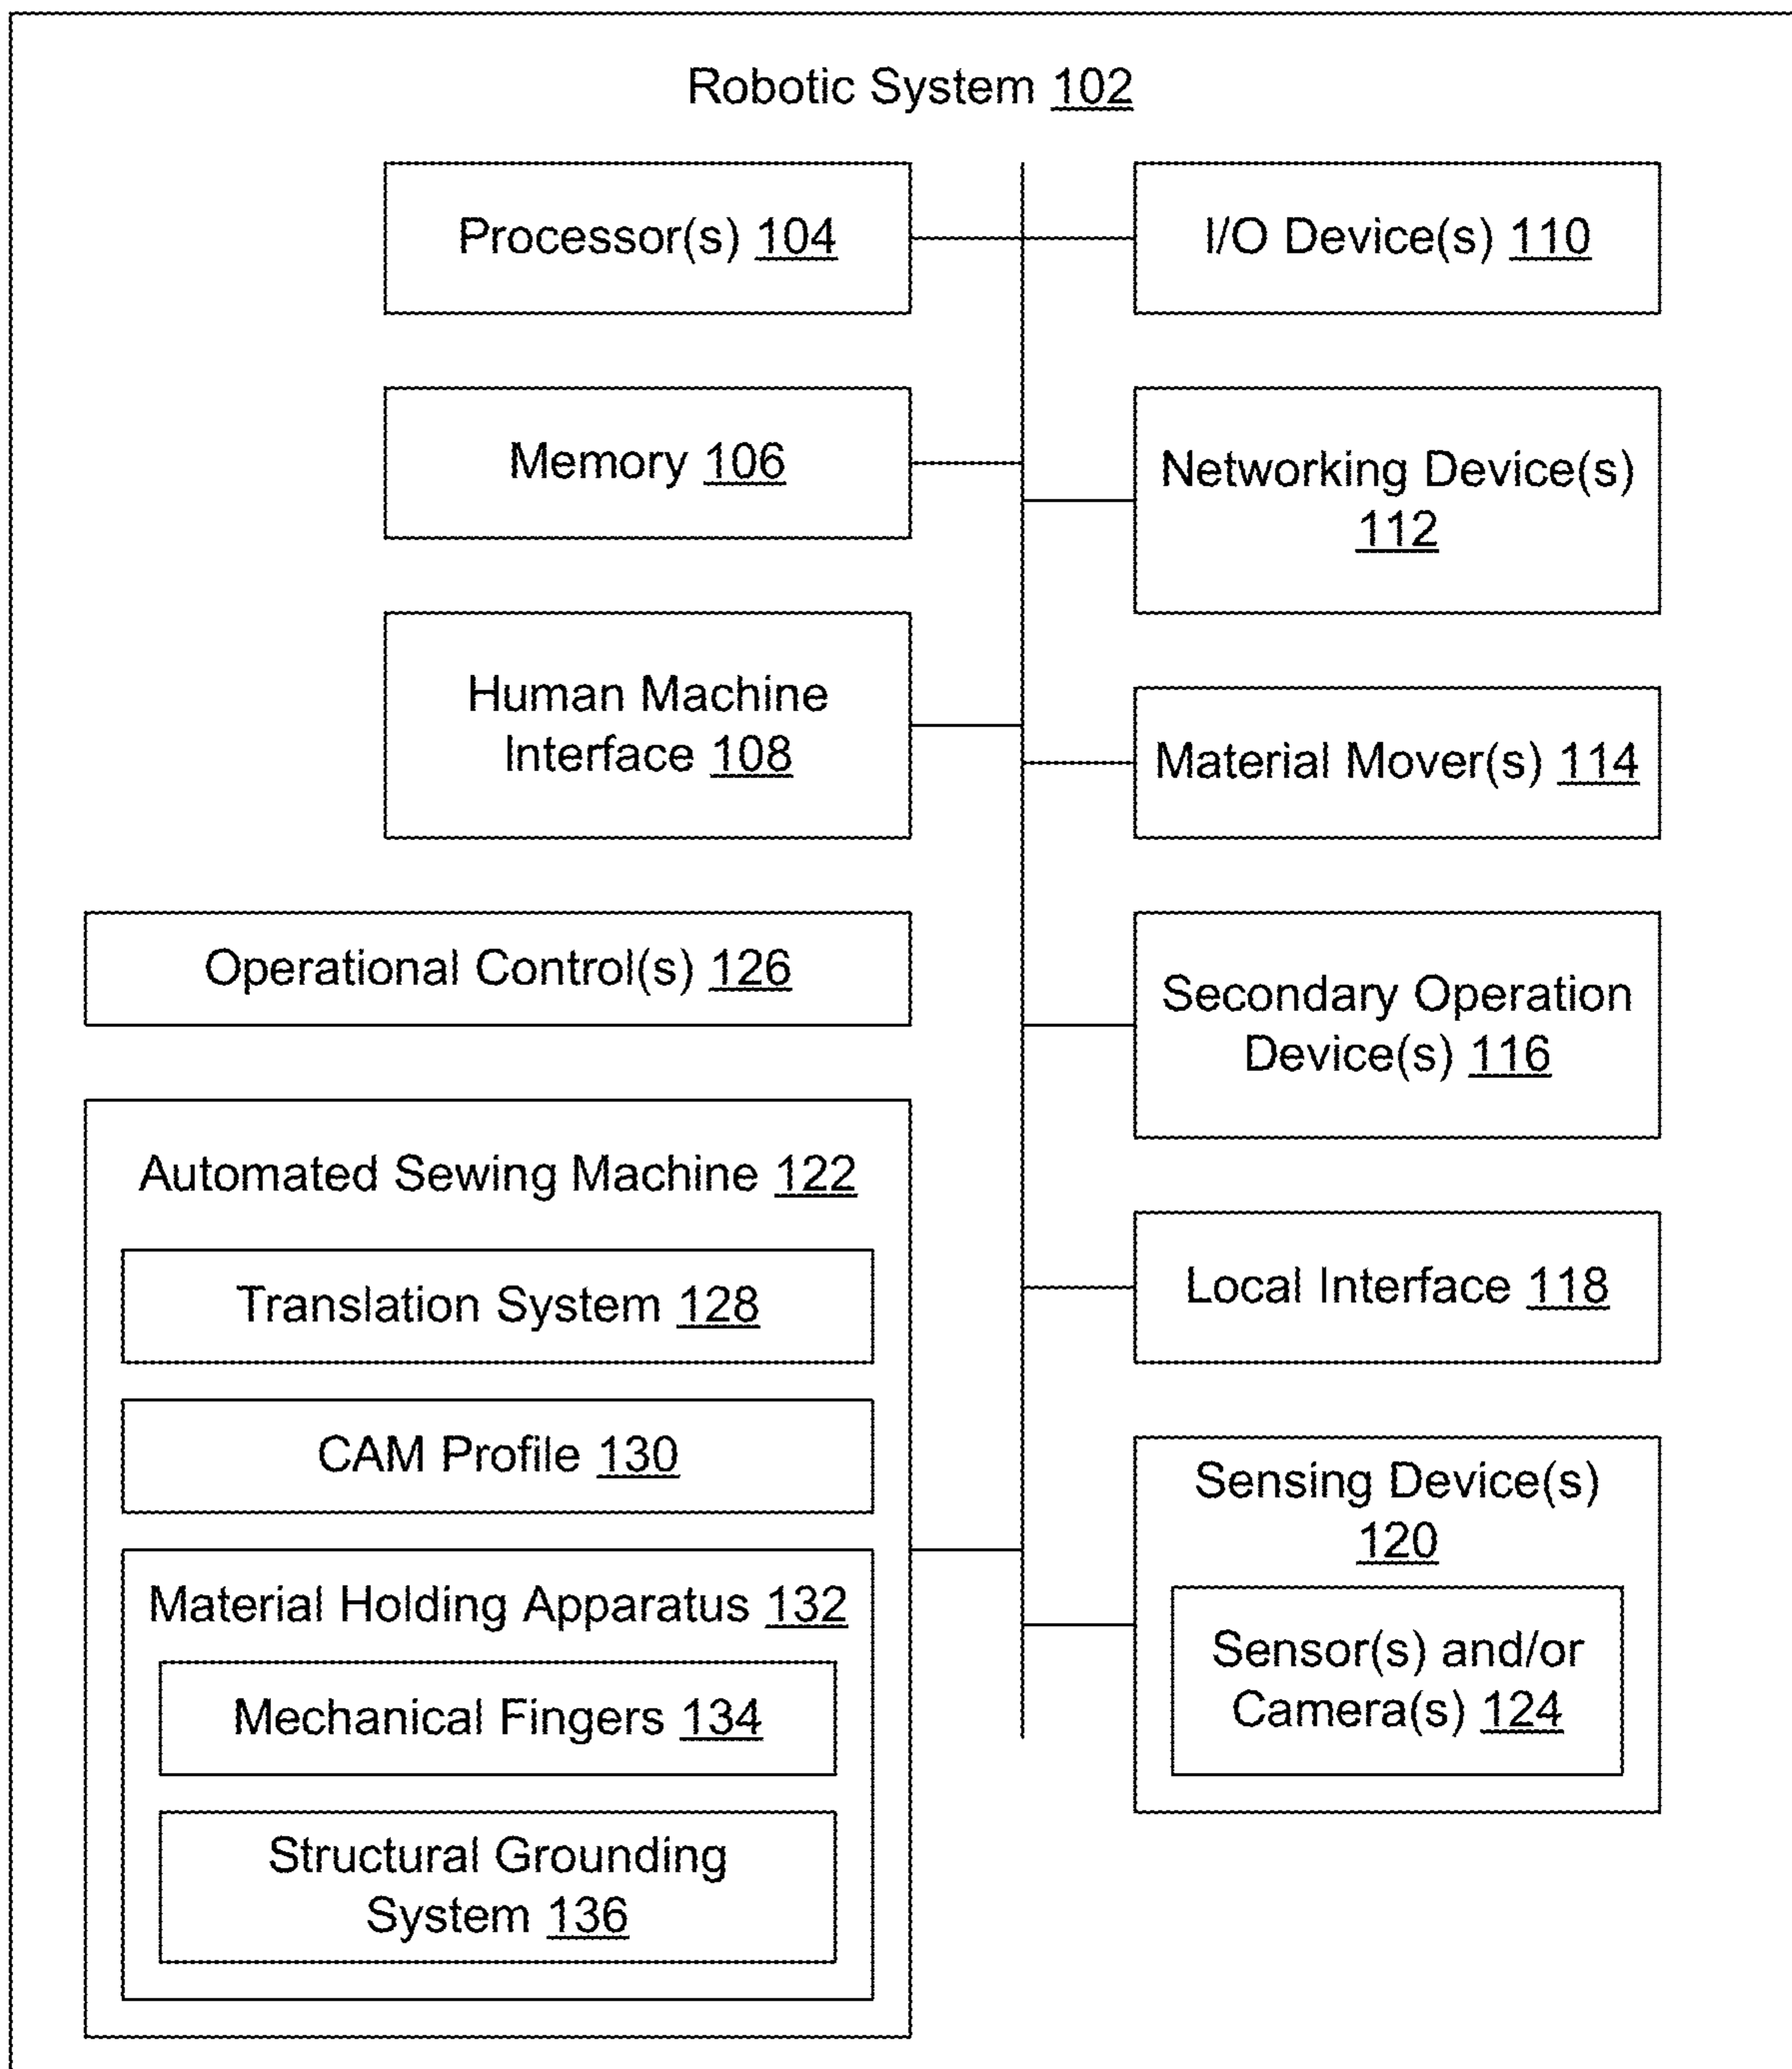 Robotic System 102
Processor(s) 104
I/O Device(s) 110
Memory 106
Networking Device(s)
112
Human Machine
Interface 108
Material Mover(s) 114
Operational Control(s) 126
Secondary Operation
Device(s) 116
Automated Sewing Machine 122
Translation System 128
CAM Profile 130
Material Holding Apparatus 132
Mechanical Fingers 134
Structural Grounding
System 136
Local Interface 118
Sensing Device(s)
120
Sensor(s) and/or
Camera(s) 124